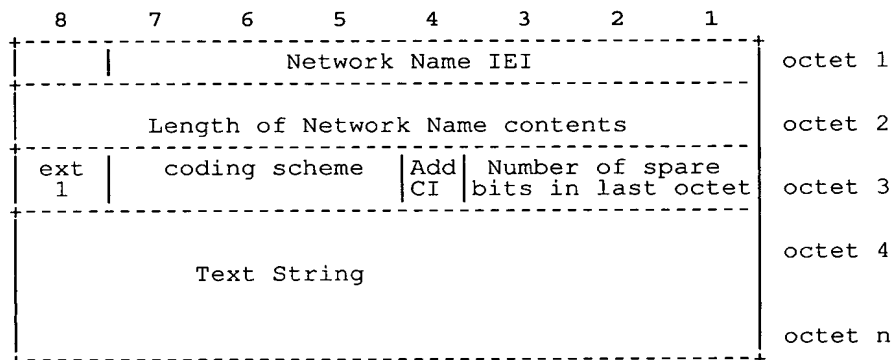 8 7 6 5 4 3 2 1
Network Name IEI octet 1
Length of Network Name contents octet 2
ext coding scheme Add Number of spare
1 CI bits in last octet octet 3
octet 4
Text String
octet n